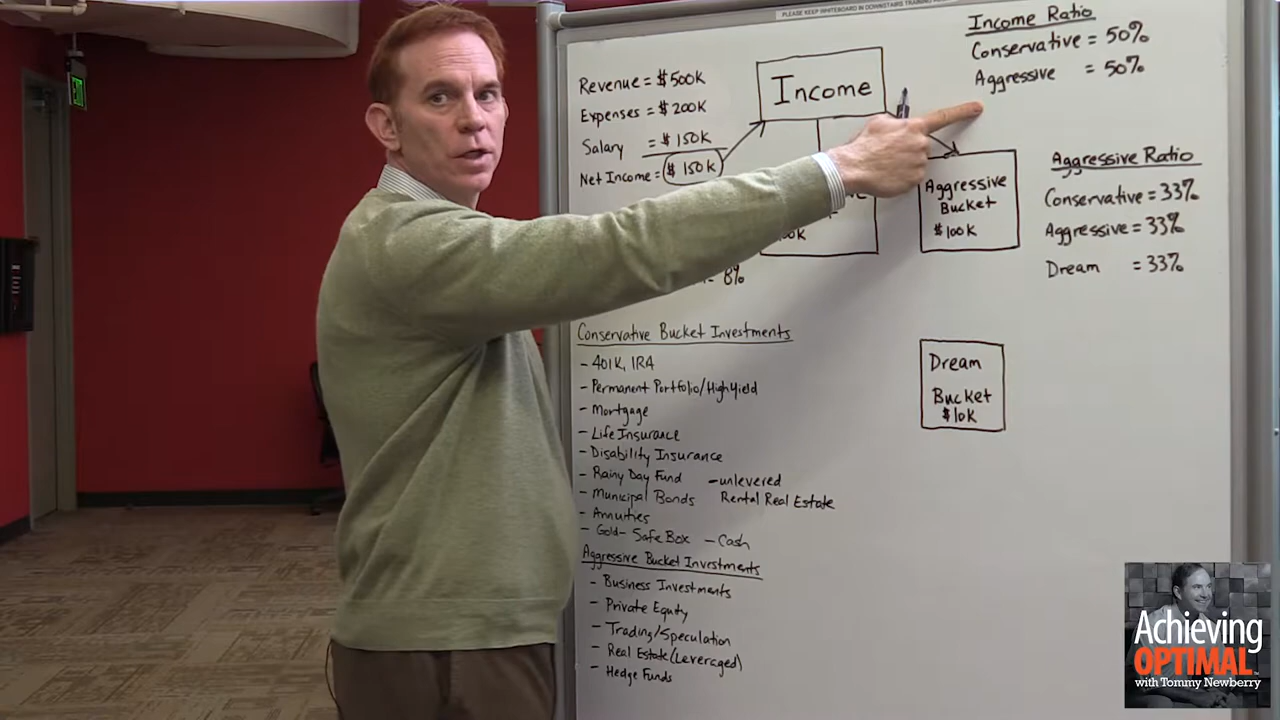 PLEASE KEEP WHITEBOARD IN DOWNSTAIRS TRAINING
Income Ratio
Conservative = 50%
Aggressive = 50%
Revenue = $500K
Expenses = $200K
Salary = $150K
Net Income = $150K
Income
Aggressive
Bucket
$100K
Aggressive Ratio
Conservative = 33%
Aggressive = 33%
Dream = 33%
= 8%
Conservative Bucket Investments
- 401K, IRA
- Permanent Portfolio/High Yield
- Mortgage
- Life Insurance
- Disability Insurance
- Rainy Day Fund - unlevered
- Municipal Bonds Rental Real Estate
- Annuities
- Gold - Safe Box - Cash
Aggressive Bucket Investments
- Business Investments
- Private Equity
- Trading/Speculation
- Real Estate (Leveraged)
- Hedge Funds
Dream
Bucket
$10K
Achieving
OPTIMAL
with Tommy Newberry